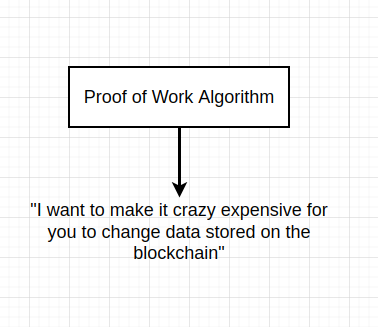 Proof of Work Algorithm
"I want to make it crazy expensive for
you to change data stored on the
blockchain"